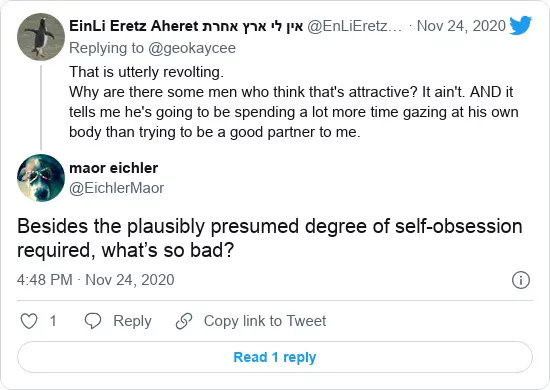 EinLi Eretz Aheret אין לי ארץ אחרת @EnLiEretz… · Nov 24, 2020
Replying to @geokaycee
That is utterly revolting.
Why are there some men who think that's attractive? It ain't. AND it
tells me he's going to be spending a lot more time gazing at his own
body than trying to be a good partner to me.
maor eichler
@EichlerMaor
Besides the plausibly presumed degree of self-obsession
required, what’s so bad?
4:48 PM · Nov 24, 2020
1 Reply Copy link to Tweet
Read 1 reply